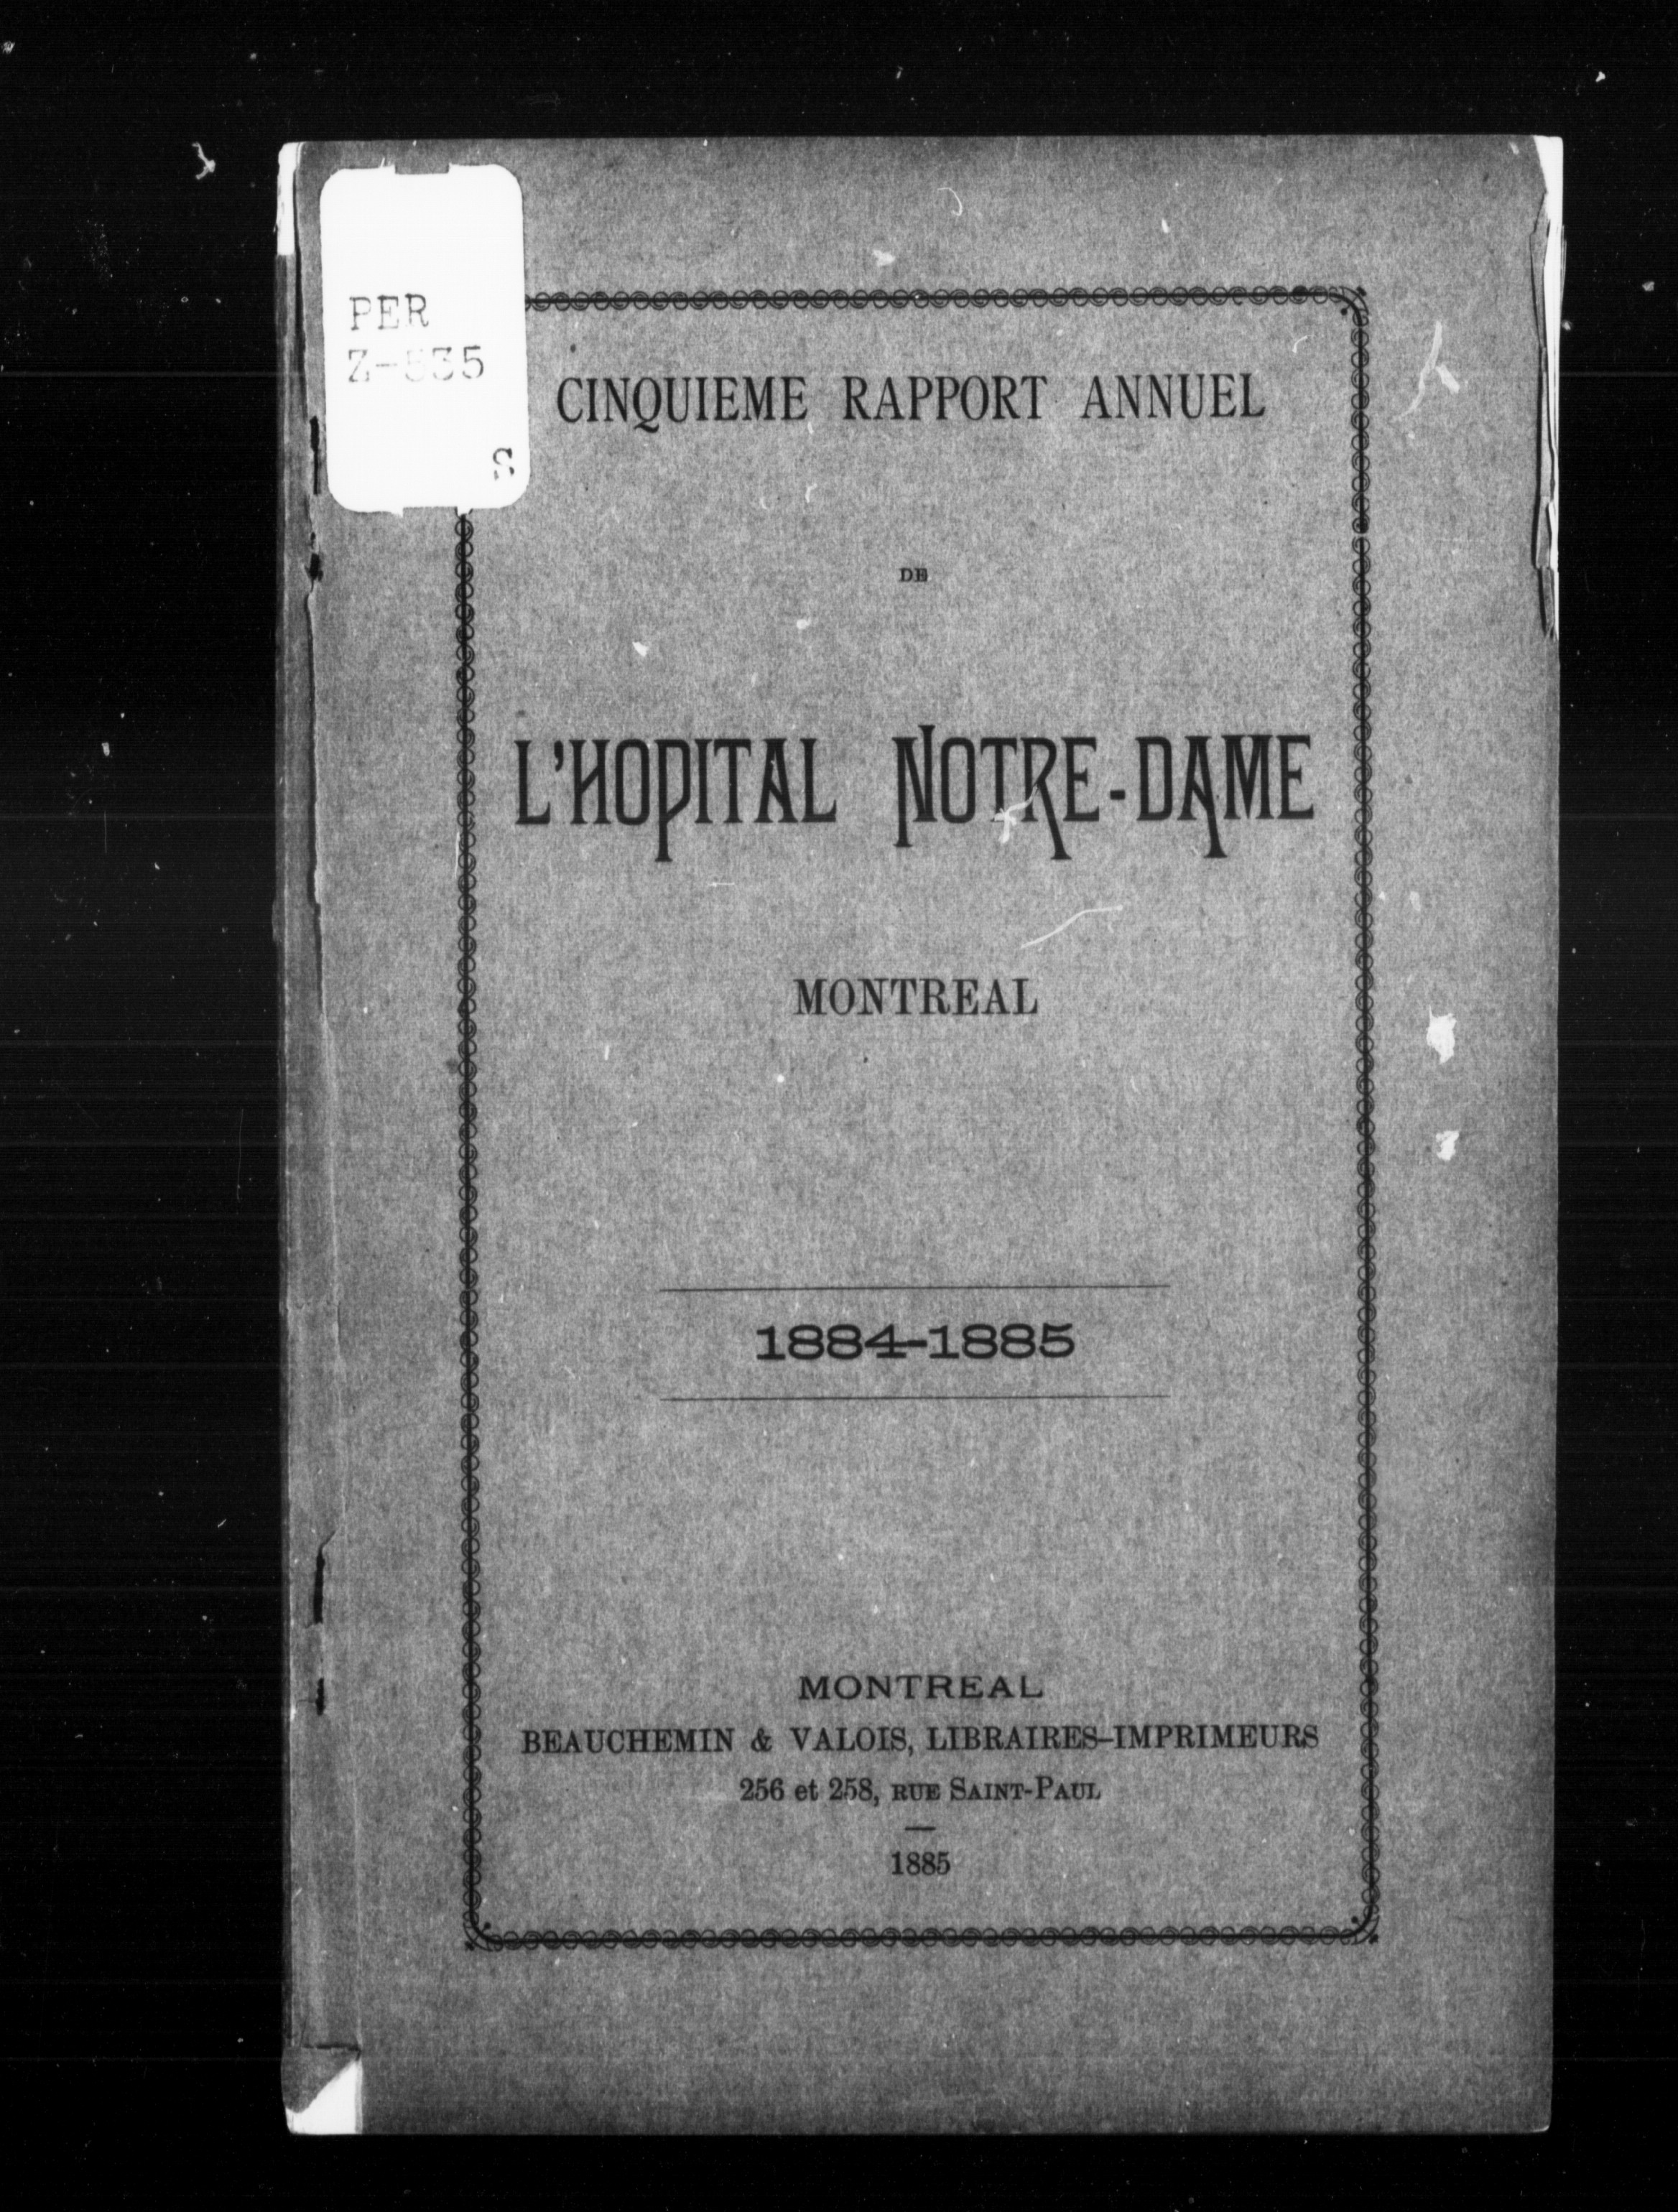 PER
Z-535
S
CINQUIEME RAPPORT ANNUEL
DE
L'HOPITAL NOTRE-DAME
MONTREAL
1884-1885
MONTREAL
BEAUCHEMIN & VALOIS, LIBRAIRES-IMPRIMEURS
256 et 258, RUE SAINT-PAUL
1885